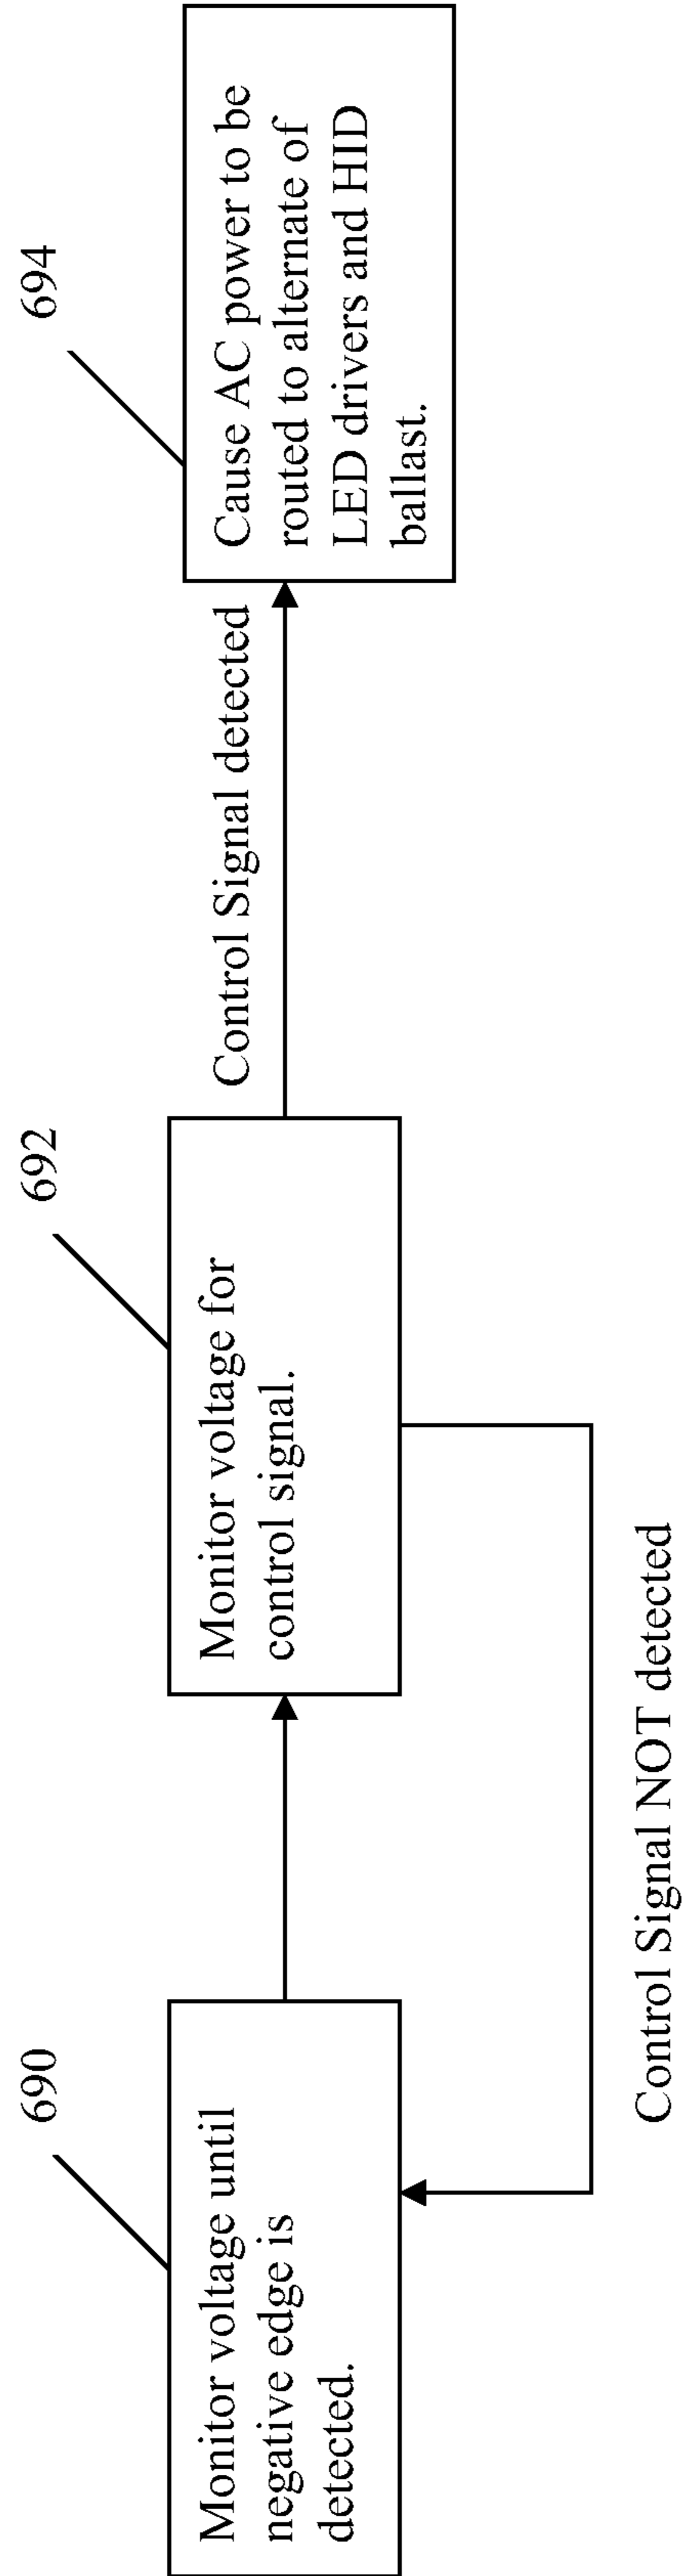 690
Monitor voltage until
negative edge is
detected.
692
Monitor voltage for
control signal.
Control Signal detected
694
Cause AC power to be
routed to alternate of
LED drivers and HID
ballast.
Control Signal NOT detected